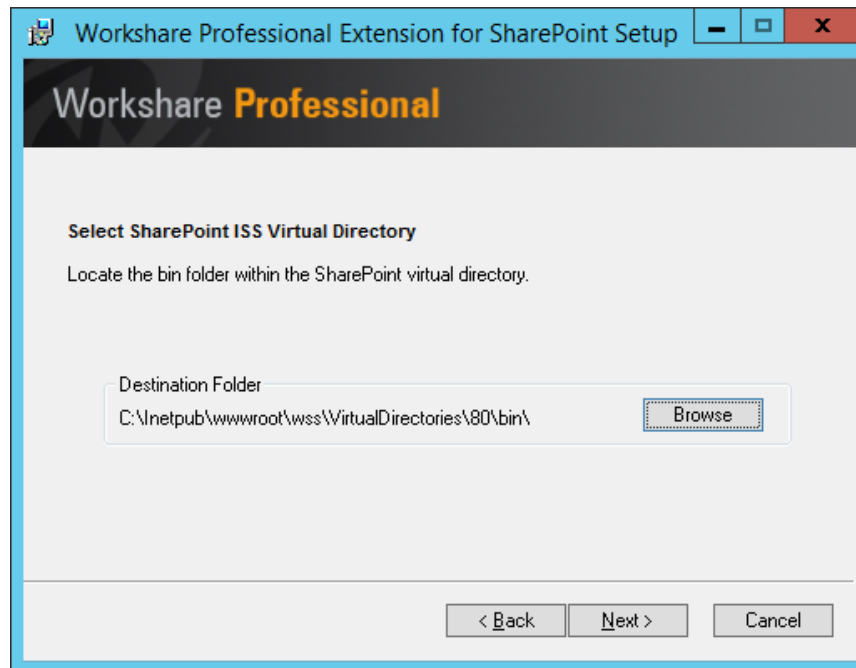 Workshare Professional Extension for SharePoint Setup
Workshare Professional
Select SharePoint ISS Virtual Directory
Locate the bin folder within the SharePoint virtual directory.
Destination Folder
C:\Inetpub\wwwroot\wss\VirtualDirectories\80\bin\ Browse
< Back Next > Cancel